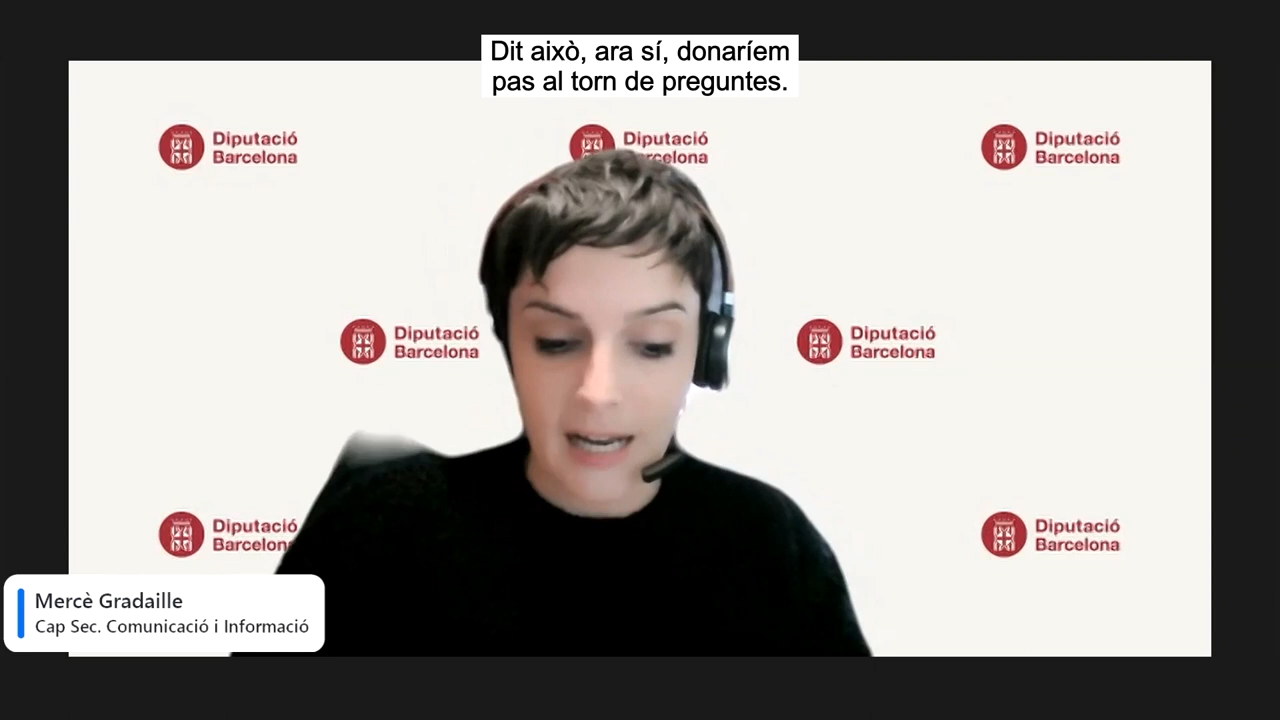 Dit això, ara sí, donaríem
pas al torn de preguntes.
Diputació
Barcelona
Diputació
Barcelona
Diputació
Barcelona
Diputació
Barcelona
Diputació
Barcelona
Diputació
Barcelona
Diputació
Barcelona
Mercè Gradaille
Cap Sec. Comunicació i Informació